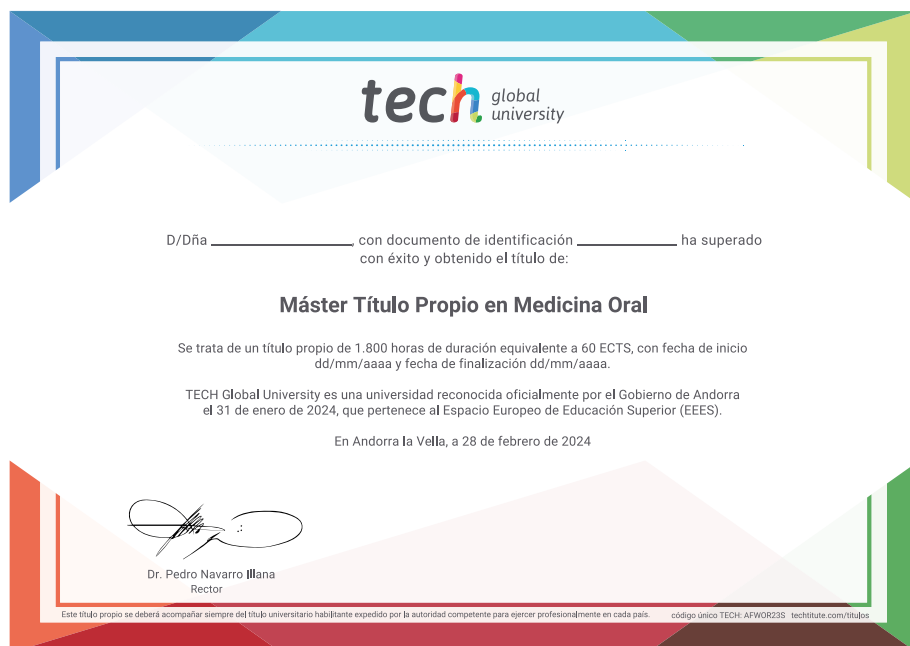 tech global university
D/Dña ____________, con documento de identificación ____________ ha superado
con éxito y obtenido el título de:
Máster Título Propio en Medicina Oral
Se trata de un título propio de 1.800 horas de duración equivalente a 60 ECTS, con fecha de inicio
dd/mm/aaaa y fecha de finalización dd/mm/aaaa.
TECH Global University es una universidad reconocida oficialmente por el Gobierno de Andorra
el 31 de enero de 2024, que pertenece al Espacio Europeo de Educación Superior (EEES).
En Andorra la Vella, a 28 de febrero de 2024
Dr. Pedro Navarro Illana
Rector
Este título propio se deberá acompañar siempre del título universitario habilitante expedido por la autoridad competente para ejercer profesionalmente en cada país. código único TECH: AFWOR23S techtitute.com/titulos